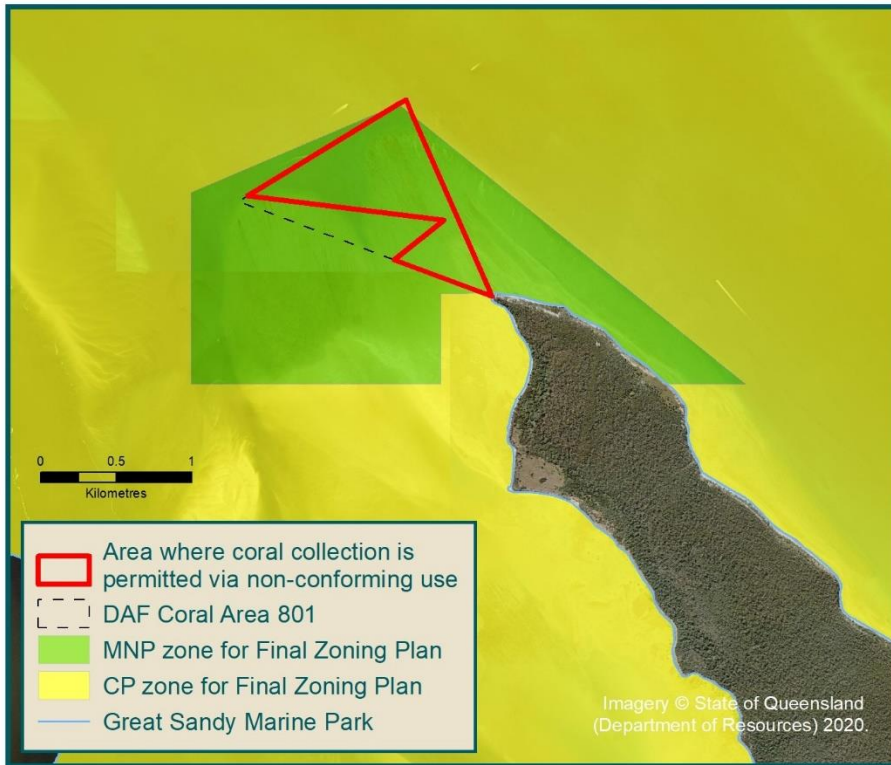 0 0.5 1
Kilometres
Area where coral collection is
permitted via non-conforming use
DAF Coral Area 801
MNP zone for Final Zoning Plan
CP zone for Final Zoning Plan
Great Sandy Marine Park
Imagery © State of Queensland
(Department of Resources) 2020.